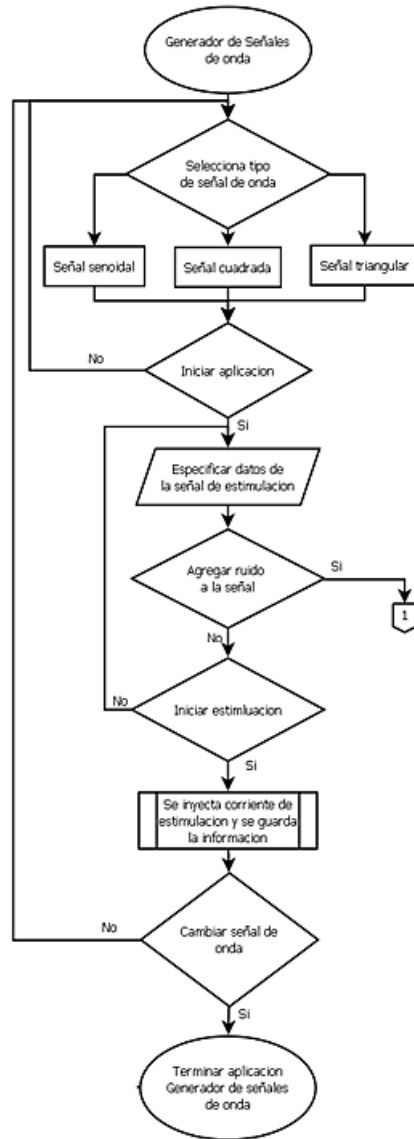 Generador de Señales
de onda
Selecciona tipo
de señal de onda
Señal senoidal
Señal cuadrada
Señal triangular
No
Iniciar aplicacion
Si
Especificar datos de
la señal de estimulacion
Agregar ruido
a la señal
Si
1
No
No
Iniciar estimluacion
Si
Se inyecta corriente de
estimulacion y se guarda
la informacion
No
Cambiar señal de
onda
Si
Terminar aplicacion
Generador de señales
de onda